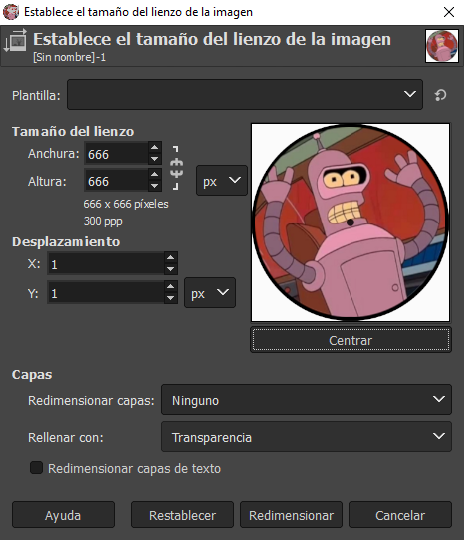 Establece el tamaño del lienzo de la imagen
Establece el tamaño del lienzo de la imagen
[Sin nombre]-1
Plantilla:
Tamaño del lienzo
Anchura: 666
Altura: 666 px
666 x 666 píxeles
300 ppp
Desplazamiento
X: 1
Y: 1 px
Centrar
Capas
Redimensionar capas: Ninguno
Rellenar con: Transparencia
Redimensionar capas de texto
Ayuda Restablecer Redimensionar Cancelar